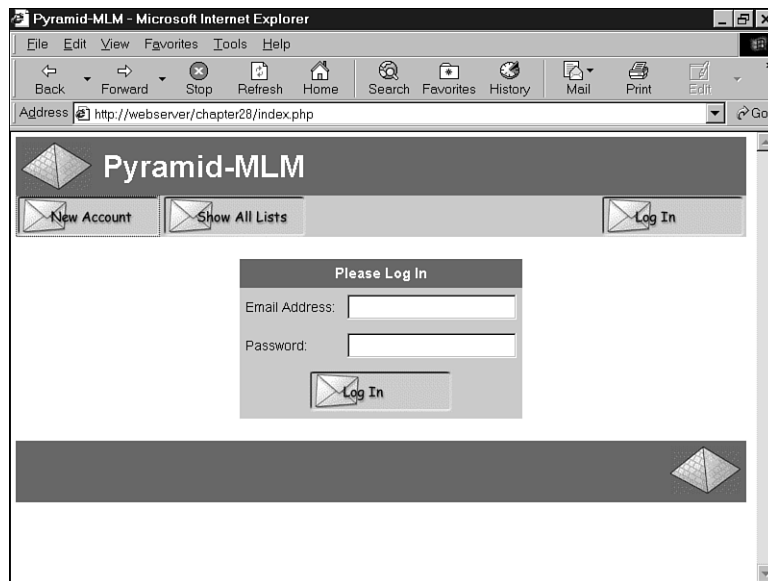 Pyramid-MLM - Microsoft Internet Explorer
File Edit View Favorites Tools Help
Back Forward Stop Refresh Home Search Favorites History Mail Print Edit
Address http://webserver/chapter28/index.php Go
Pyramid-MLM
New Account Show All Lists Log In
Please Log In
Email Address:
Password:
Log In